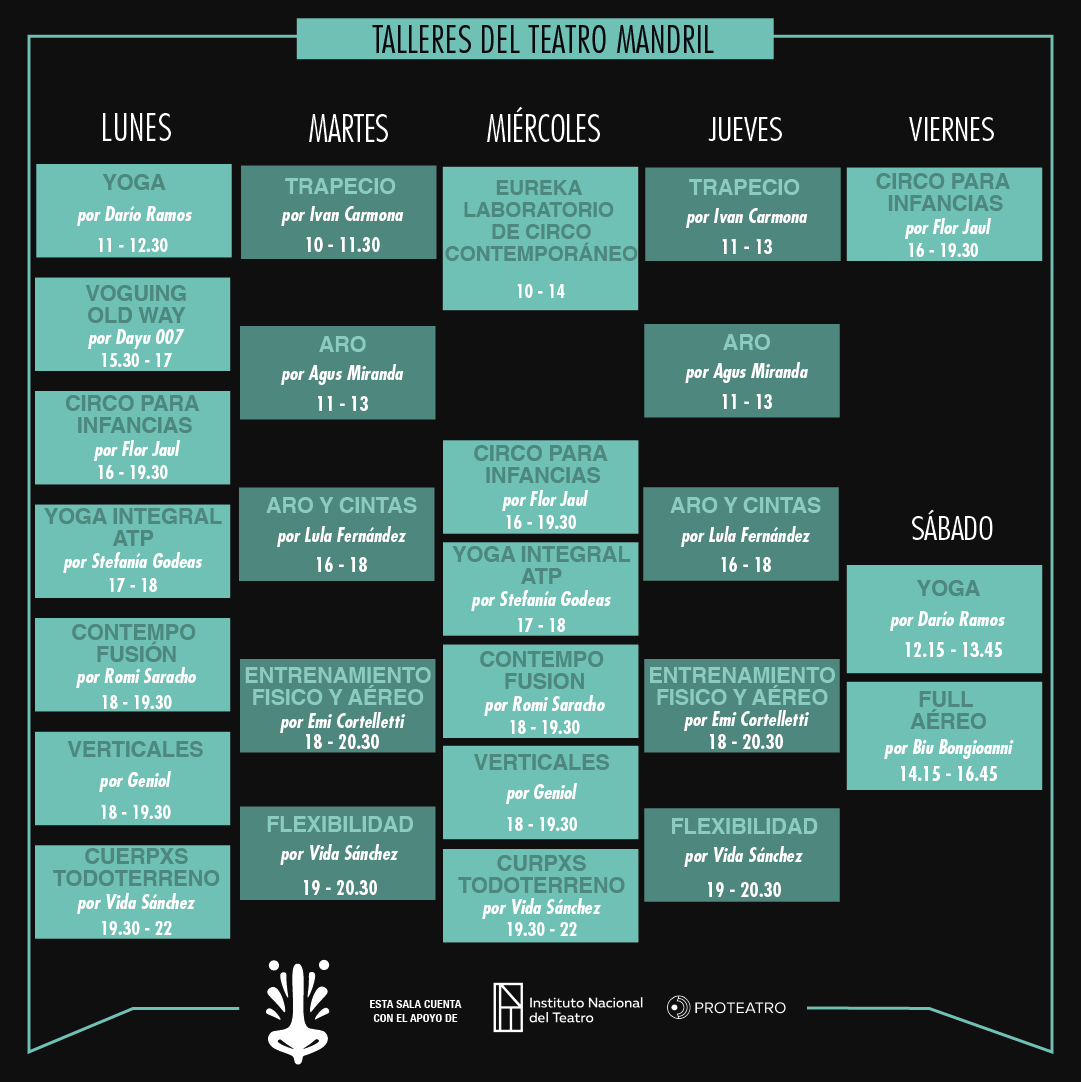 TALLERES DEL TEATRO MANDRIL
LUNES
YOGA
por Darío Ramos
11 - 12.30
VOGUING
OLD WAY
por Dayu 007
15.30 - 17
CIRCO PARA
INFANCIAS
por Flor Jaul
16 - 19.30
YOGA INTEGRAL
ATP
por Stefanía Godeas
17 - 18
CONTEMPO
FUSIÓN
por Romi Saracho
18 - 19.30
VERTICALES
por Geniol
18 - 19.30
CUERPXS
TODOTERRENO
por Vida Sánchez
19.30 - 22
MARTES
TRAPECIO
por Ivan Carmona
10 - 11.30
ARO
por Agus Miranda
11 - 13
ARO Y CINTAS
por Lula Fernández
16 - 18
ENTRENAMIENTO
FISICO Y AÉREO
por Emi Cortelletti
18 - 20.30
FLEXIBILIDAD
por Vida Sánchez
19 - 20.30
MIÉRCOLES
EUREKA
LABORATORIO
DE CIRCO
CONTEMPORÁNEO
10 - 14
CIRCO PARA
INFANCIAS
por Flor Jaul
16 - 19.30
YOGA INTEGRAL
ATP
por Stefanía Godeas
17 - 18
CONTEMPO
FUSION
por Romi Saracho
18 - 19.30
VERTICALES
por Geniol
18 - 19.30
CURPXS
TODOTERRENO
por Vida Sánchez
19.30 - 22
JUEVES
TRAPECIO
por Ivan Carmona
11 - 13
ARO
por Agus Miranda
11 - 13
ARO Y CINTAS
por Lula Fernández
16 - 18
ENTRENAMIENTO
FISICO Y AÉREO
por Emi Cortelletti
18 - 20.30
FLEXIBILIDAD
por Vida Sánchez
19 - 20.30
VIERNES
CIRCO PARA
INFANCIAS
por Flor Jaul
16 - 19.30
SÁBADO
YOGA
por Darío Ramos
12.15 - 13.45
FULL
AÉREO
por Biu Bongioanni
14.15 - 16.45
ESTA SALA CUENTA
CON EL APOYO DE
Instituto Nacional
del Teatro
PROTEATRO